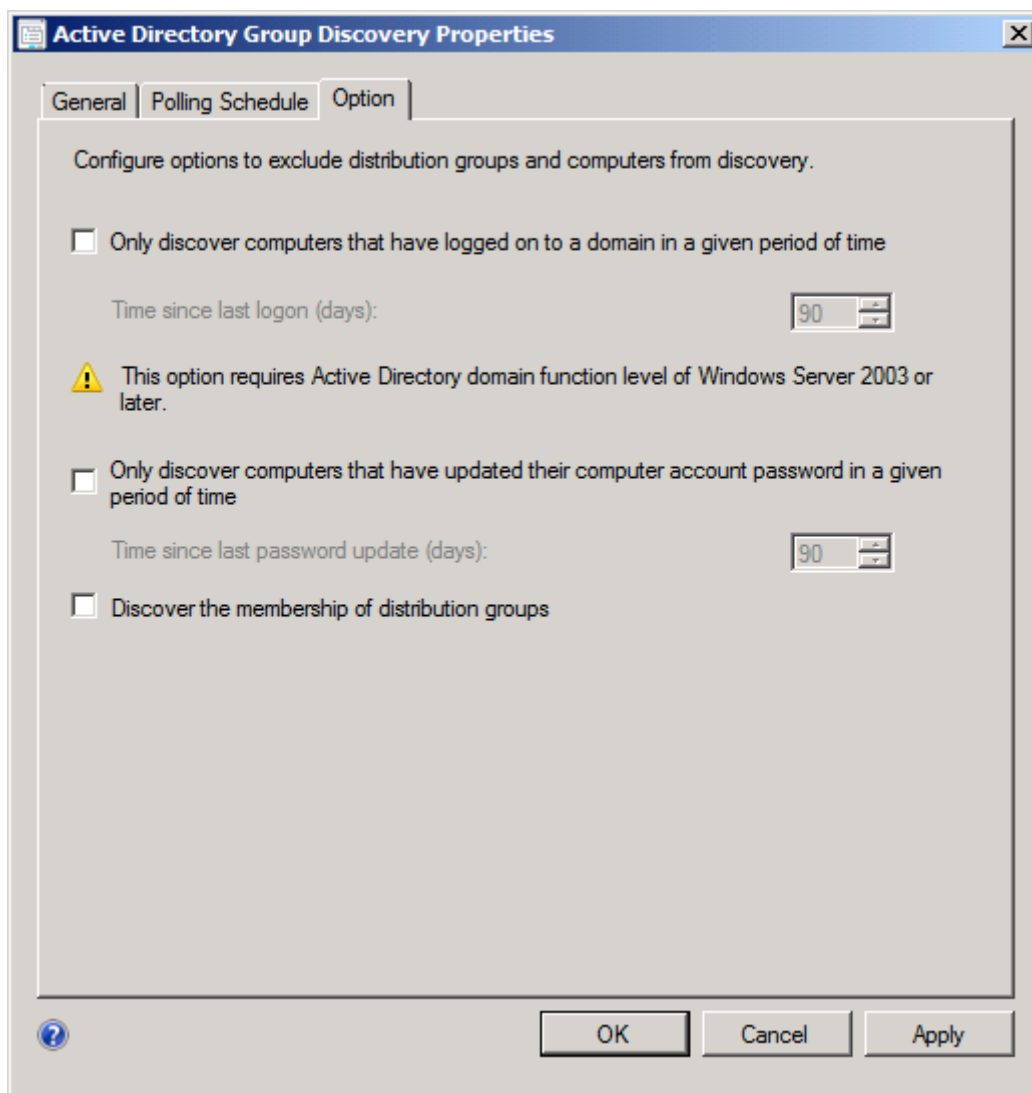 Active Directory Group Discovery Properties
General
Polling Schedule
Option
Configure options to exclude distribution groups and computers from discovery.
Only discover computers that have logged on to a domain in a given period of time
Time since last logon (days):
90
This option requires Active Directory domain function level of Windows Server 2003 or
later.
Only discover computers that have updated their computer account password in a given
period of time
Time since last password update (days):
90
Discover the membership of distribution groups
OK
Cancel
Apply